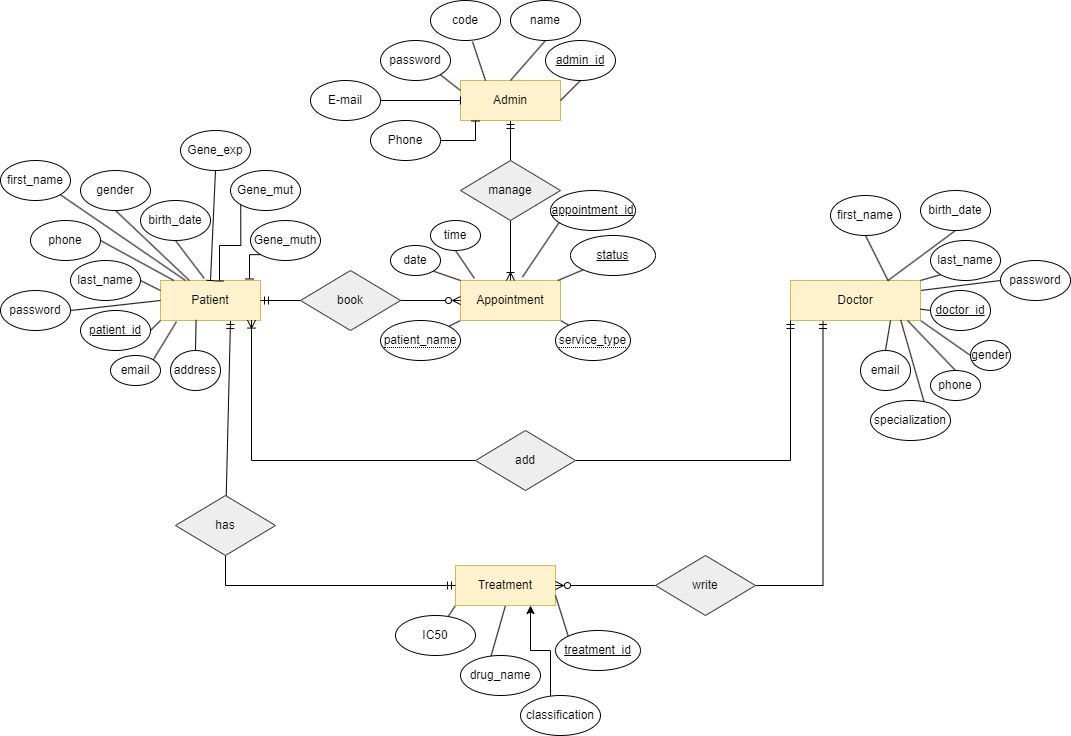 code
name
password
admin_id
E-mail
Admin
Phone
Gene_exp
first_name
gender
Gene_mut
manage
birth_date
appointment_id
first_name
birth_date
phone
Gene_muth
time
status
date
last_name
last_name
password
Patient
book
Appointment
Doctor
password
doctor_id
patient_id
patient_name
service_type
gender
email
address
email
phone
specialization
add
has
Treatment
write
IC50
treatment_id
drug_name
classification